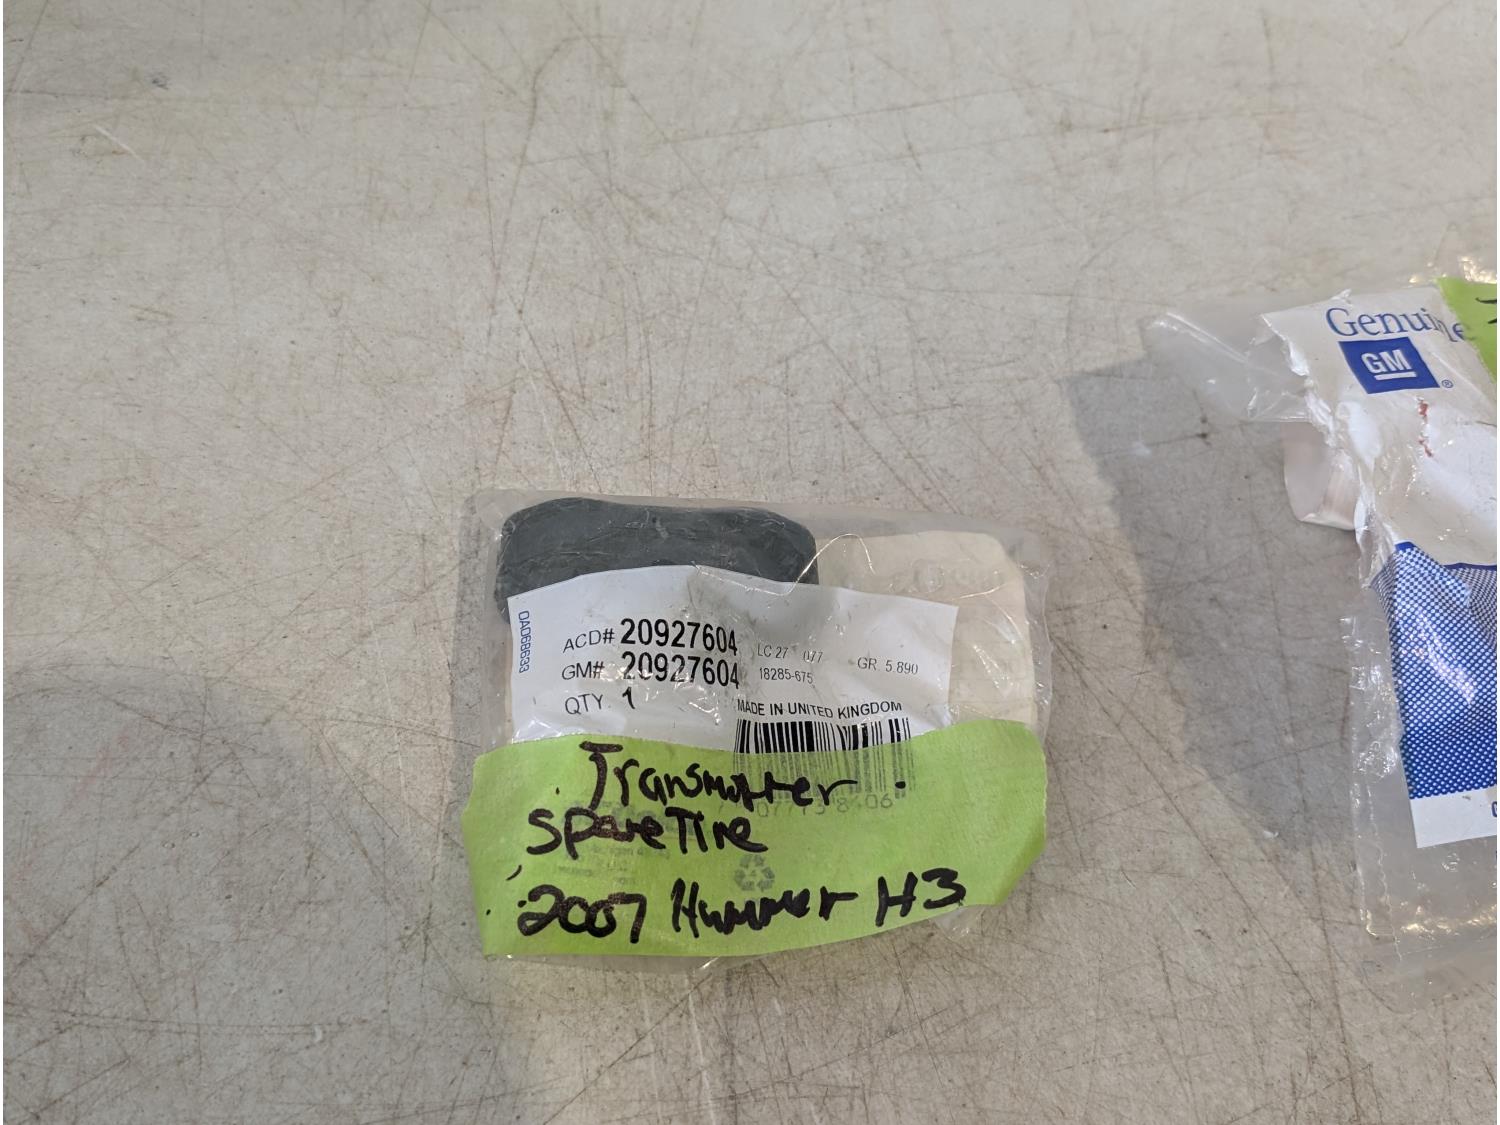 OAD68633
ACD# 20927604
GM# 20927604
QTY. 1
LC 27 077
18285-675
GR. 5.890
MADE IN UNITED KINGDOM
Transmitter
spare Tire
2007 Hummer H3
Genuine
GM
®